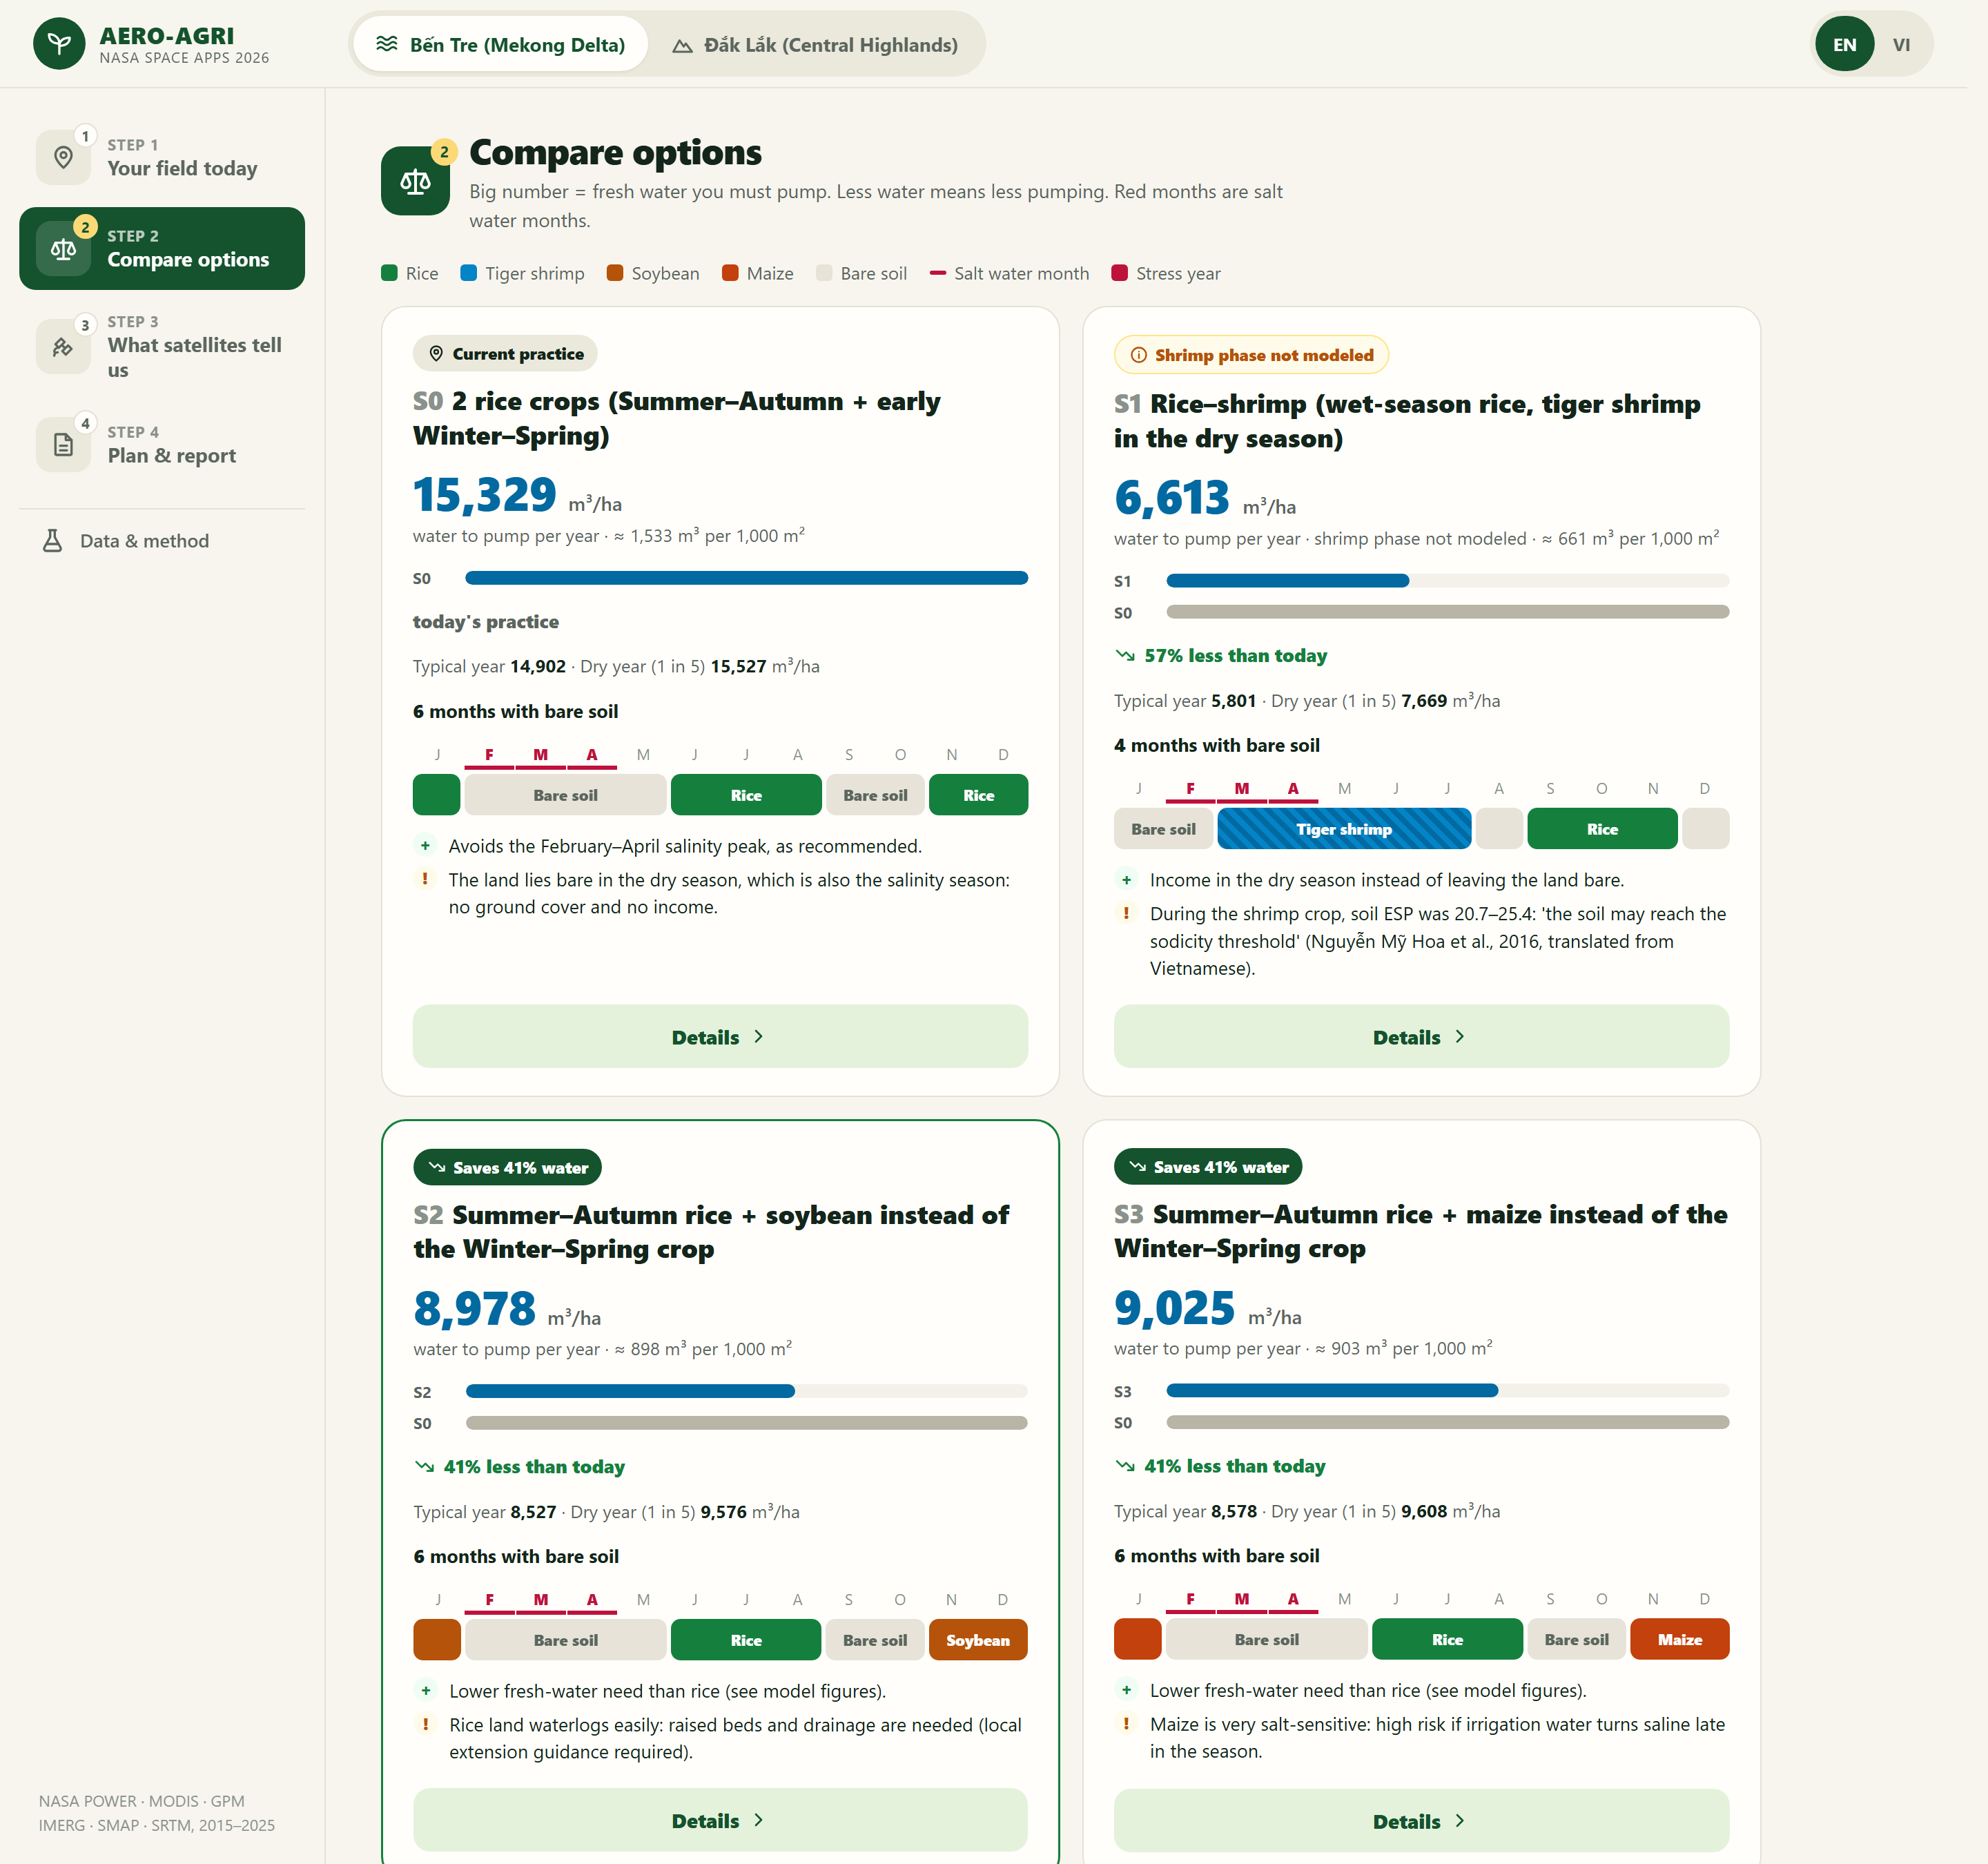 AERO-AGRI
NASA SPACE APPS 2026
Bến Tre (Mekong Delta)
Đắk Lắk (Central Highlands)
EN
VI
1
STEP 1
Your field today
2
STEP 2
Compare options
3
STEP 3
What satellites tell
us
4
STEP 4
Plan & report
Data & method
NASA POWER · MODIS · GPM
IMERG · SMAP · SRTM, 2015–2025
2
Compare options
Big number = fresh water you must pump. Less water means less pumping. Red months are salt
water months.
Rice
Tiger shrimp
Soybean
Maize
Bare soil
Salt water month
Stress year
Current practice
S0 2 rice crops (Summer–Autumn + early
Winter–Spring)
15,329 m³/ha
water to pump per year · ≈ 1,533 m³ per 1,000 m²
S0
today's practice
Typical year 14,902 · Dry year (1 in 5) 15,527 m³/ha
6 months with bare soil
J F M A M J J A S O N D
Bare soil Rice Bare soil Rice
+ Avoids the February–April salinity peak, as recommended.
! The land lies bare in the dry season, which is also the salinity season:
no ground cover and no income.
Details
Shrimp phase not modeled
S1 Rice–shrimp (wet-season rice, tiger shrimp
in the dry season)
6,613 m³/ha
water to pump per year · shrimp phase not modeled · ≈ 661 m³ per 1,000 m²
S1
S0
57% less than today
Typical year 5,801 · Dry year (1 in 5) 7,669 m³/ha
4 months with bare soil
J F M A M J J A S O N D
Bare soil Tiger shrimp Rice
+ Income in the dry season instead of leaving the land bare.
! During the shrimp crop, soil ESP was 20.7–25.4: 'the soil may reach the
sodicity threshold' (Nguyễn Mỹ Hoa et al., 2016, translated from
Vietnamese).
Details
Saves 41% water
S2 Summer–Autumn rice + soybean instead of
the Winter–Spring crop
8,978 m³/ha
water to pump per year · ≈ 898 m³ per 1,000 m²
S2
S0
41% less than today
Typical year 8,527 · Dry year (1 in 5) 9,576 m³/ha
6 months with bare soil
J F M A M J J A S O N D
Bare soil Rice Bare soil Soybean
+ Lower fresh-water need than rice (see model figures).
! Rice land waterlogs easily: raised beds and drainage are needed (local
extension guidance required).
Details
Saves 41% water
S3 Summer–Autumn rice + maize instead of the
Winter–Spring crop
9,025 m³/ha
water to pump per year · ≈ 903 m³ per 1,000 m²
S3
S0
41% less than today
Typical year 8,578 · Dry year (1 in 5) 9,608 m³/ha
6 months with bare soil
J F M A M J J A S O N D
Bare soil Rice Bare soil Maize
+ Lower fresh-water need than rice (see model figures).
! Maize is very salt-sensitive: high risk if irrigation water turns saline late
in the season.
Details